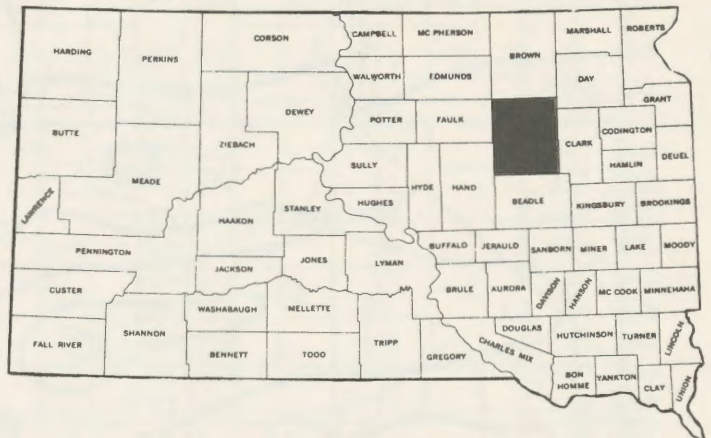 HARDING
PERKINS
CORSON
CAMPBELL
MC PHERSON
BROWN
MARSHALL
ROBERTS
WALWORTH
EDMUNDS
DAY
GRANT
BUTTE
DEWEY
ZIEBACH
POTTER
FAULK
CLARK
CODINGTON
HAMLIN
DEUEL
MEADE
SULLY
HYDE
HAND
LAWRENCE
HAAKON
STANLEY
HUGHES
BEADLE
KINGSBURY
BROOKINGS
PENNINGTON
JACKSON
JONES
LYMAN
BUFFALO
JERAULD
SANBORN
MINER
LAKE
MOODY
CUSTER
BRULE
AURORA
DAVISON
HANSON
MC COOK
MINNEHAHA
FALL RIVER
SHANNON
WASHABAUGH
MELLETTE
BENNETT
TODD
TRIPP
GREGORY
CHARLES MIX
DOUGLAS
HUTCHINSON
TURNER
LINCOLN
BON
HOMME
YANKTON
CLAY
UNION